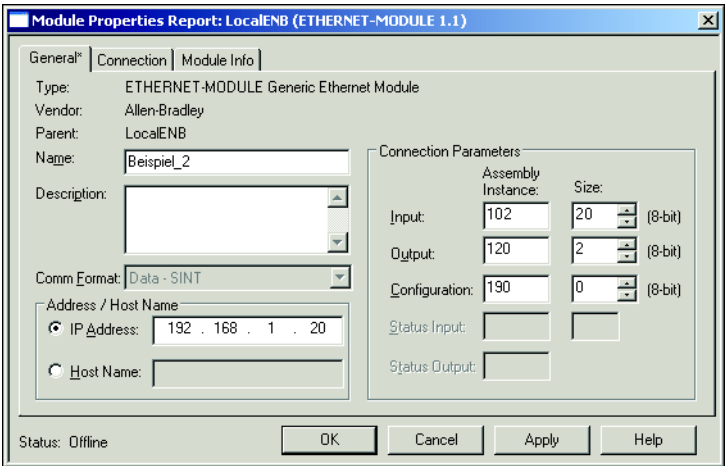 Module Properties Report: LocalENB (ETHERNET-MODULE 1.1)
General* Connection Module Info
Type: ETHERNET-MODULE Generic Ethernet Module
Vendor: Allen-Bradley
Parent: LocalENB
Name: Beispiel_2
Description:
Comm Format: Data - SINT
Address / Host Name
IP Address: 192 . 168 . 1 . 20
Host Name:
Connection Parameters
Assembly
Instance: Size:
Input: 102 20 (8-bit)
Output: 120 2 (8-bit)
Configuration: 190 0 (8-bit)
Status Input:
Status Output:
Status: Offline
OK Cancel Apply Help